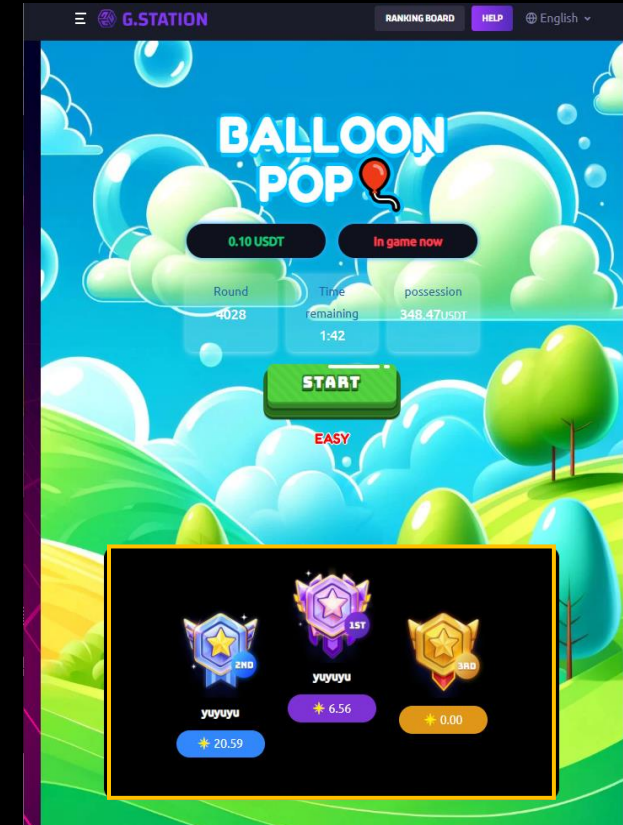 G.STATION
RANKING BOARD
HELP
English
BALLOON
POP
0.10 USDT
In game now
Round
4028
Time
remaining
1:42
possession
348.47USDT
START
EASY
2ND
yuyuyu
20.59
1ST
yuyuyu
6.56
3RD
0.00